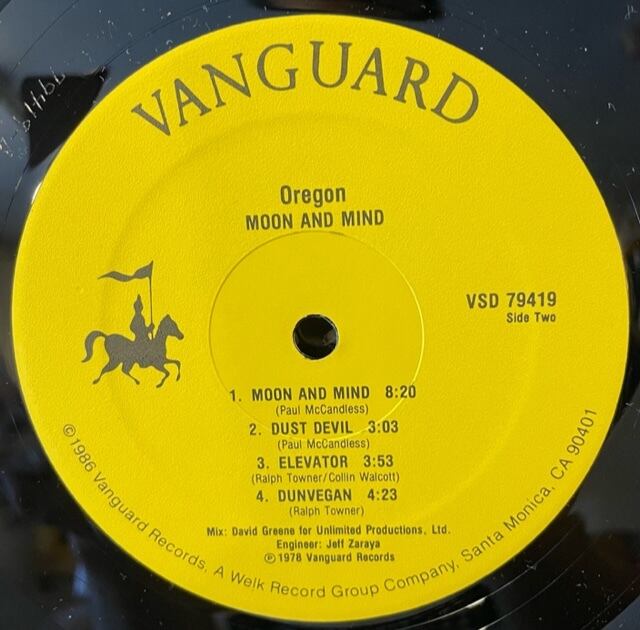 VANGUARD
Oregon
MOON AND MIND
VSD 79419
Side Two
1. MOON AND MIND 8:20
(Paul McCandless)
2. DUST DEVIL 3:03
(Paul McCandless)
3. ELEVATOR 3:53
(Ralph Towner/Collin Walcott)
4. DUNVEGAN 4:23
(Ralph Towner)
Mix: David Greene for Unlimited Productions, Ltd.
Engineer: Jeff Zaraya
℗1978 Vanguard Records
©1986 Vanguard Records, A Welk Record Group Company, Santa Monica, CA 90401